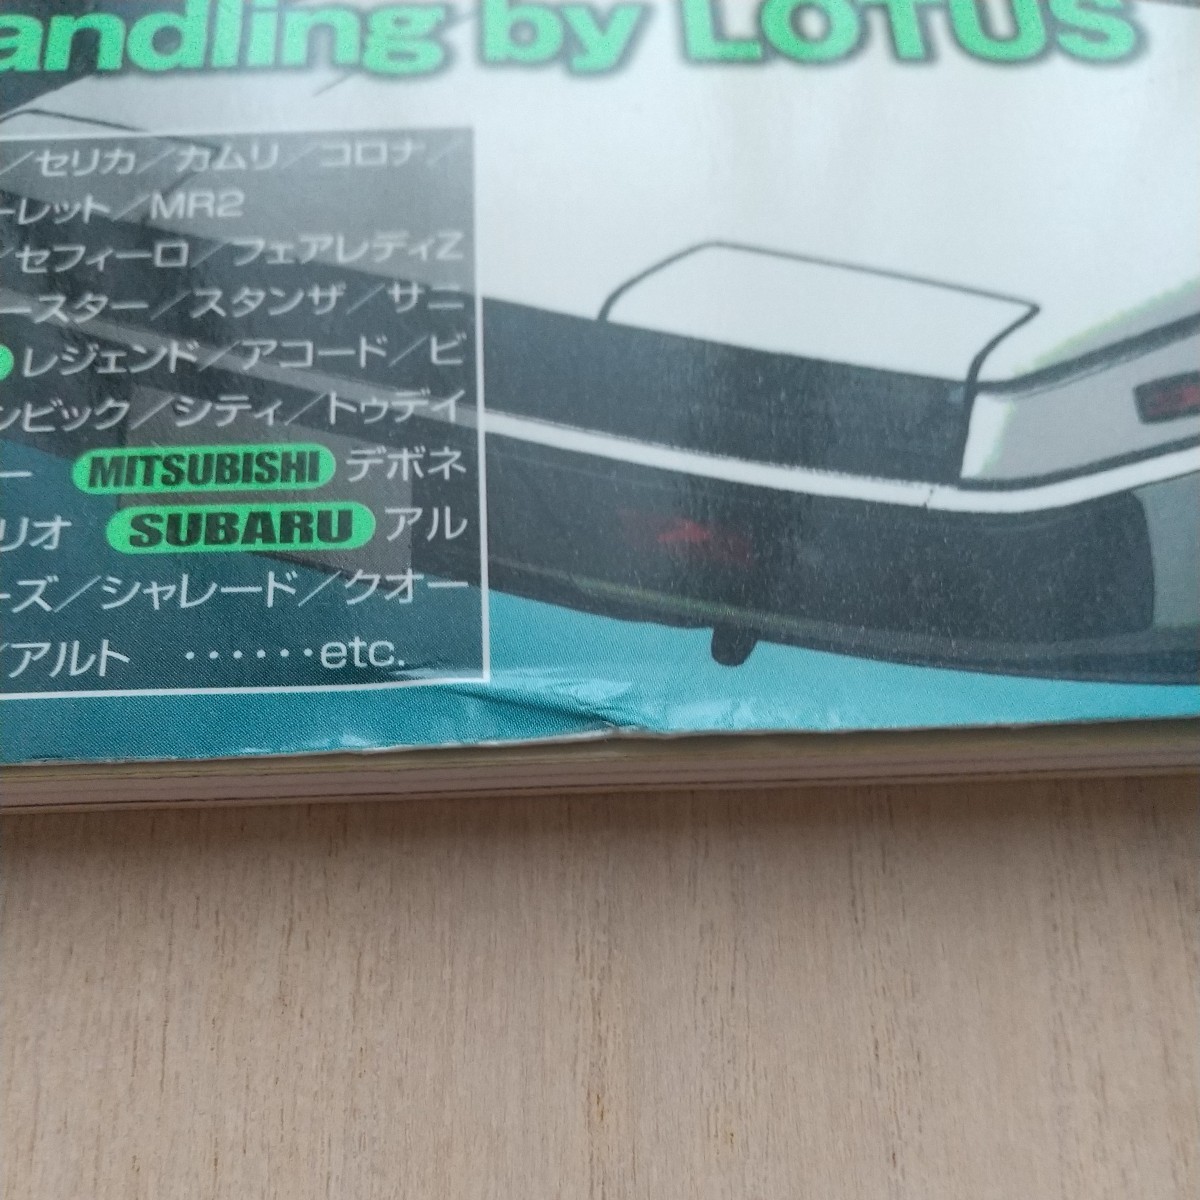 andling by LOTUS
／セリカ／カムリ／コロナ／
ーレット／MR2
／セフィーロ／フェアレディZ
ースター／スタンザ／サニ
レジェンド／アコード／ビ
ンビック／シティ／トゥデイ
ー MITSUBISHI デボネ
リオ SUBARU アル
ーズ／シャレード／クオー
／アルト ‥‥‥etc.